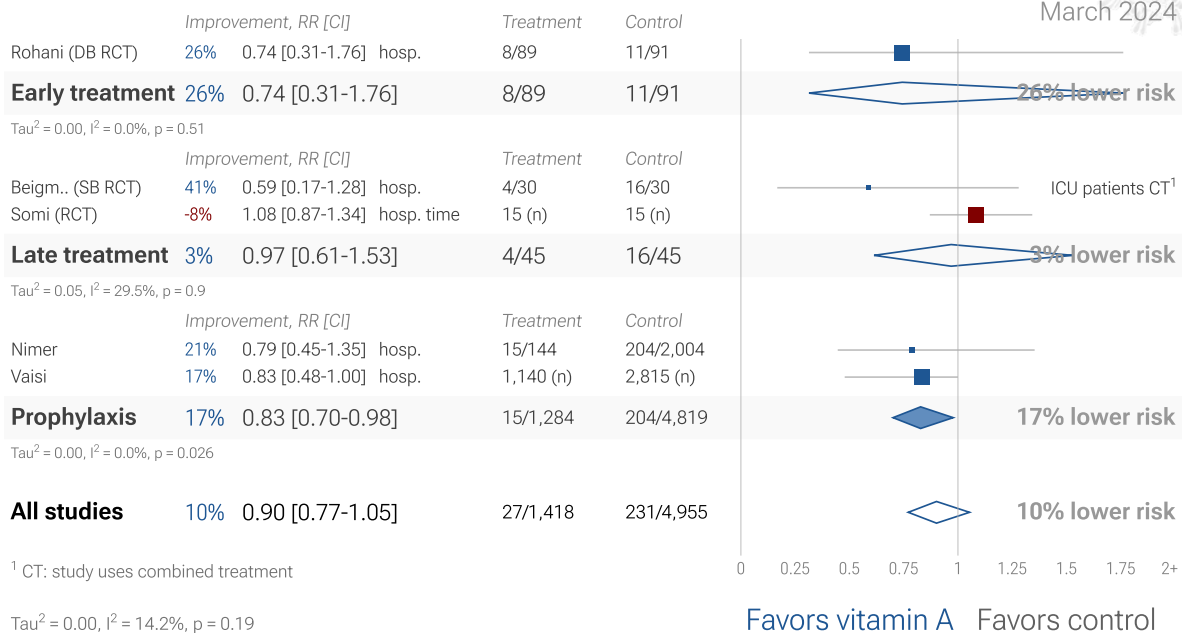 March 2024
Improvement, RR [CI] Treatment Control
Rohani (DB RCT) 26% 0.74 [0.31-1.76] hosp. 8/89 11/91
Early treatment 26% 0.74 [0.31-1.76] 8/89 11/91 26% lower risk
Tau² = 0.00, I² = 0.0%, p = 0.51
Improvement, RR [CI] Treatment Control
Beigm.. (SB RCT) 41% 0.59 [0.17-1.28] hosp. 4/30 16/30 ICU patients CT¹
Somi (RCT) -8% 1.08 [0.87-1.34] hosp. time 15 (n) 15 (n)
Late treatment 3% 0.97 [0.61-1.53] 4/45 16/45 3% lower risk
Tau² = 0.05, I² = 29.5%, p = 0.9
Improvement, RR [CI] Treatment Control
Nimer 21% 0.79 [0.45-1.35] hosp. 15/144 204/2,004
Vaisi 17% 0.83 [0.48-1.00] hosp. 1,140 (n) 2,815 (n)
Prophylaxis 17% 0.83 [0.70-0.98] 15/1,284 204/4,819 17% lower risk
Tau² = 0.00, I² = 0.0%, p = 0.026
All studies 10% 0.90 [0.77-1.05] 27/1,418 231/4,955 10% lower risk
0 0.25 0.5 0.75 1 1.25 1.5 1.75 2+
¹ CT: study uses combined treatment
Tau² = 0.00, I² = 14.2%, p = 0.19
Favors vitamin A Favors control